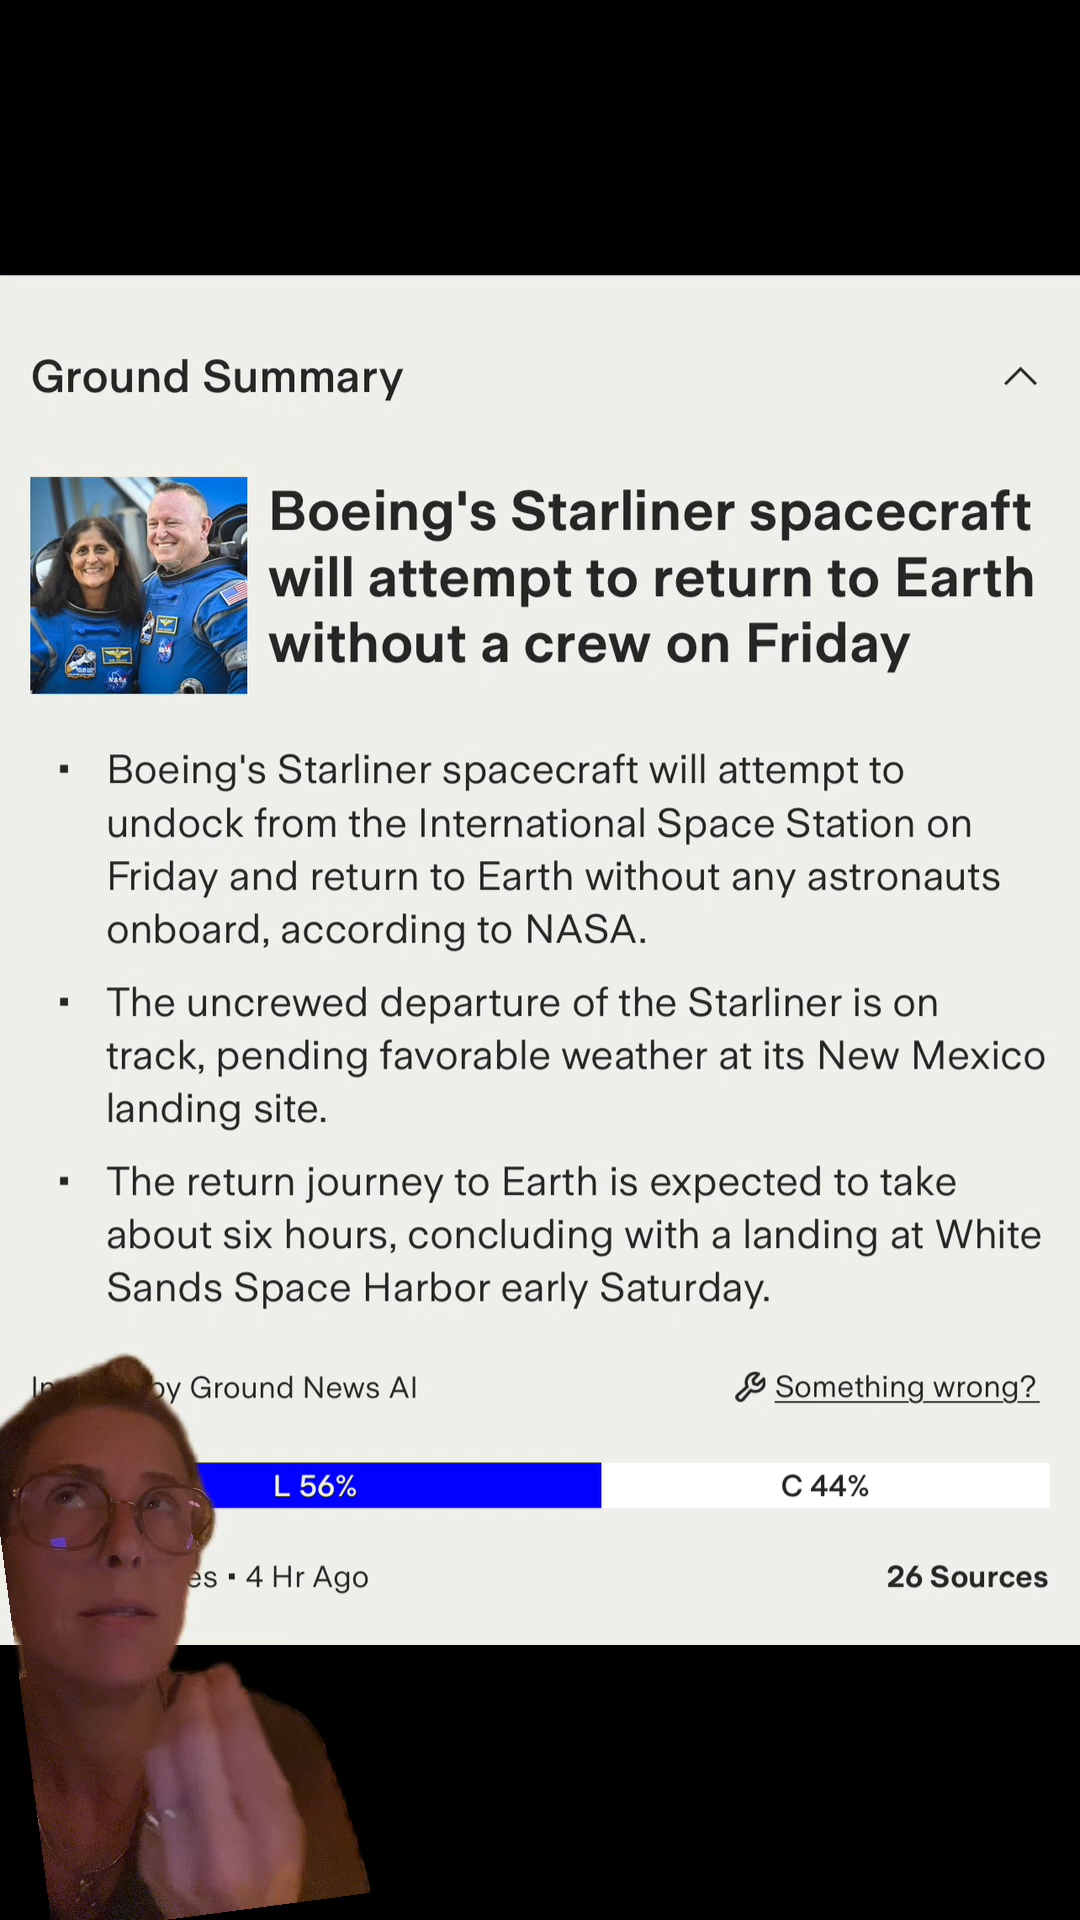 Ground Summary
Boeing's Starliner spacecraft
will attempt to return to Earth
without a crew on Friday
▪ Boeing's Starliner spacecraft will attempt to
undock from the International Space Station on
Friday and return to Earth without any astronauts
onboard, according to NASA.
▪ The uncrewed departure of the Starliner is on
track, pending favorable weather at its New Mexico
landing site.
▪ The return journey to Earth is expected to take
about six hours, concluding with a landing at White
Sands Space Harbor early Saturday.
by Ground News AI
Something wrong?
L 56%
C 44%
• 4 Hr Ago
26 Sources